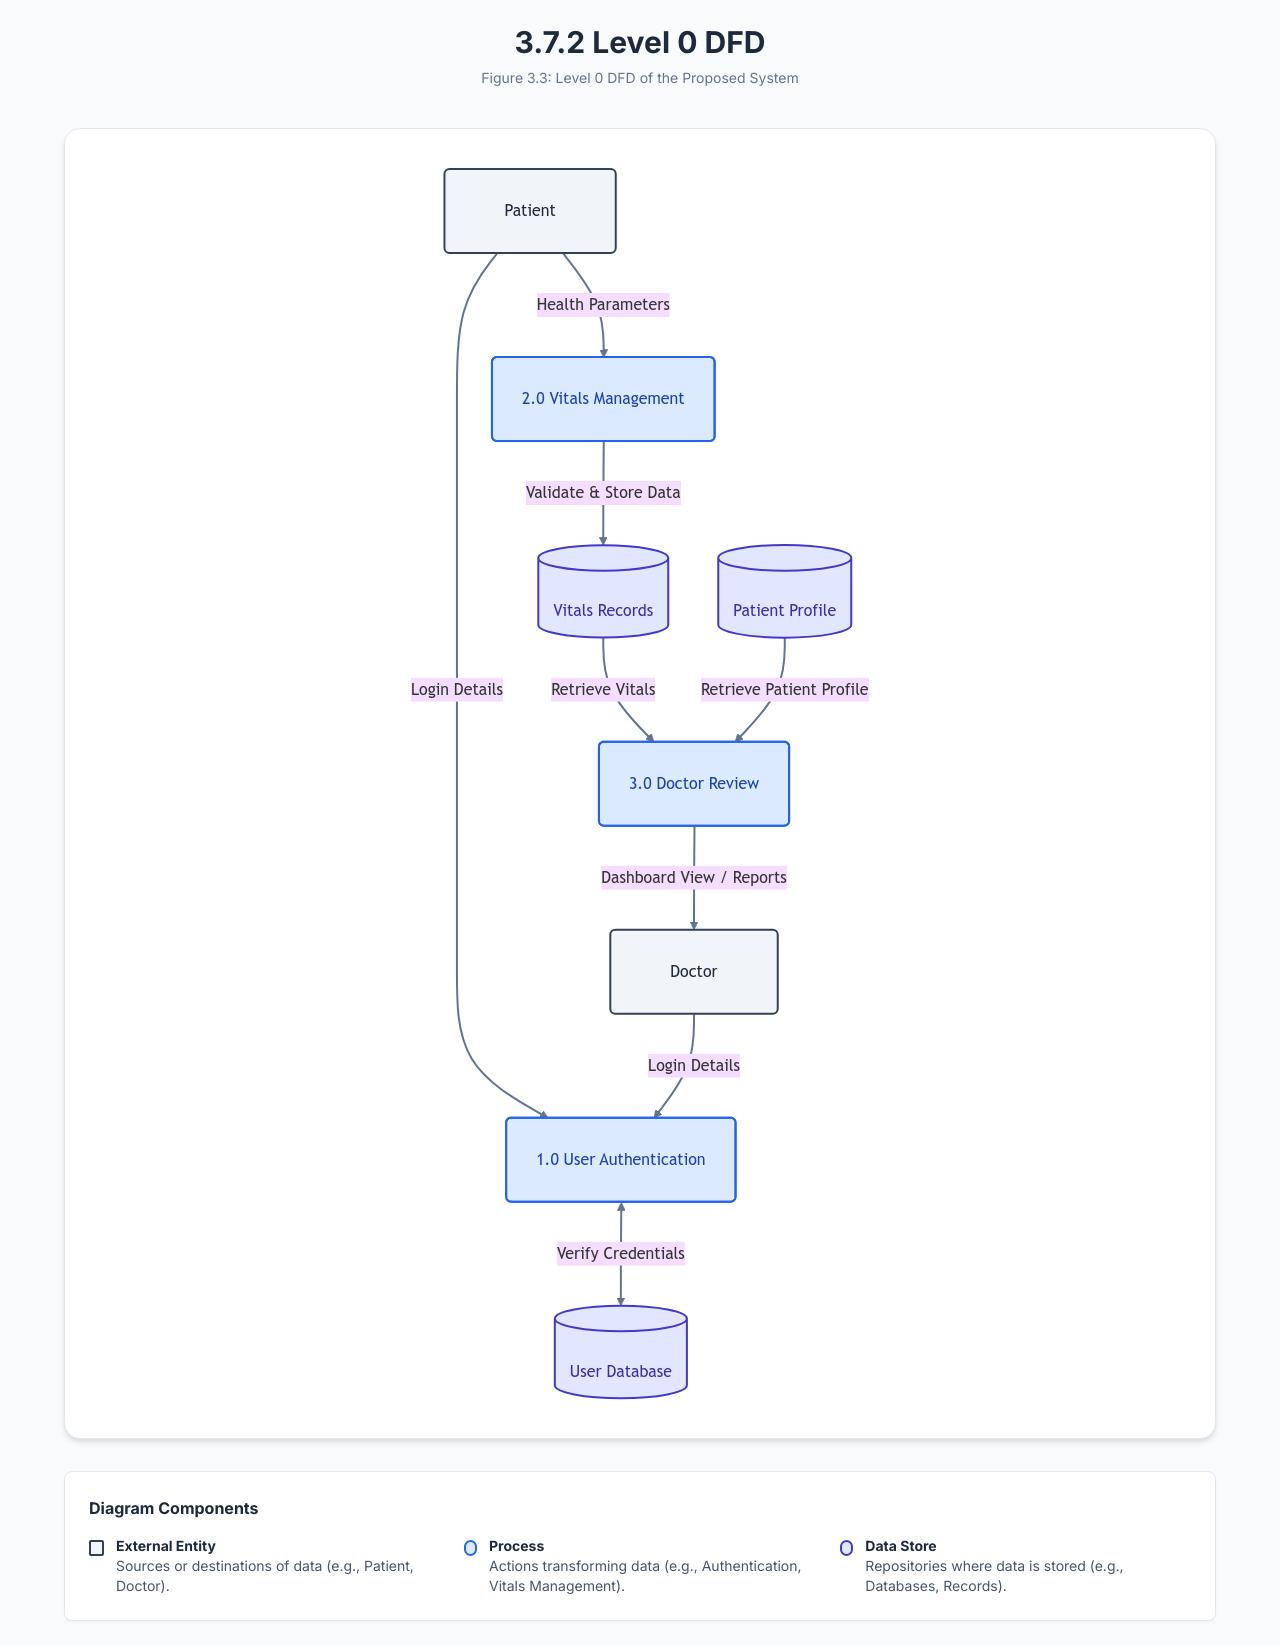 3.7.2 Level 0 DFD
Figure 3.3: Level 0 DFD of the Proposed System
Patient
Health Parameters
2.0 Vitals Management
Validate & Store Data
Vitals Records
Patient Profile
Login Details
Retrieve Vitals
Retrieve Patient Profile
3.0 Doctor Review
Dashboard View / Reports
Doctor
Login Details
1.0 User Authentication
Verify Credentials
User Database
Diagram Components
External Entity
Sources or destinations of data (e.g., Patient,
Doctor).
Process
Actions transforming data (e.g., Authentication,
Vitals Management).
Data Store
Repositories where data is stored (e.g.,
Databases, Records).